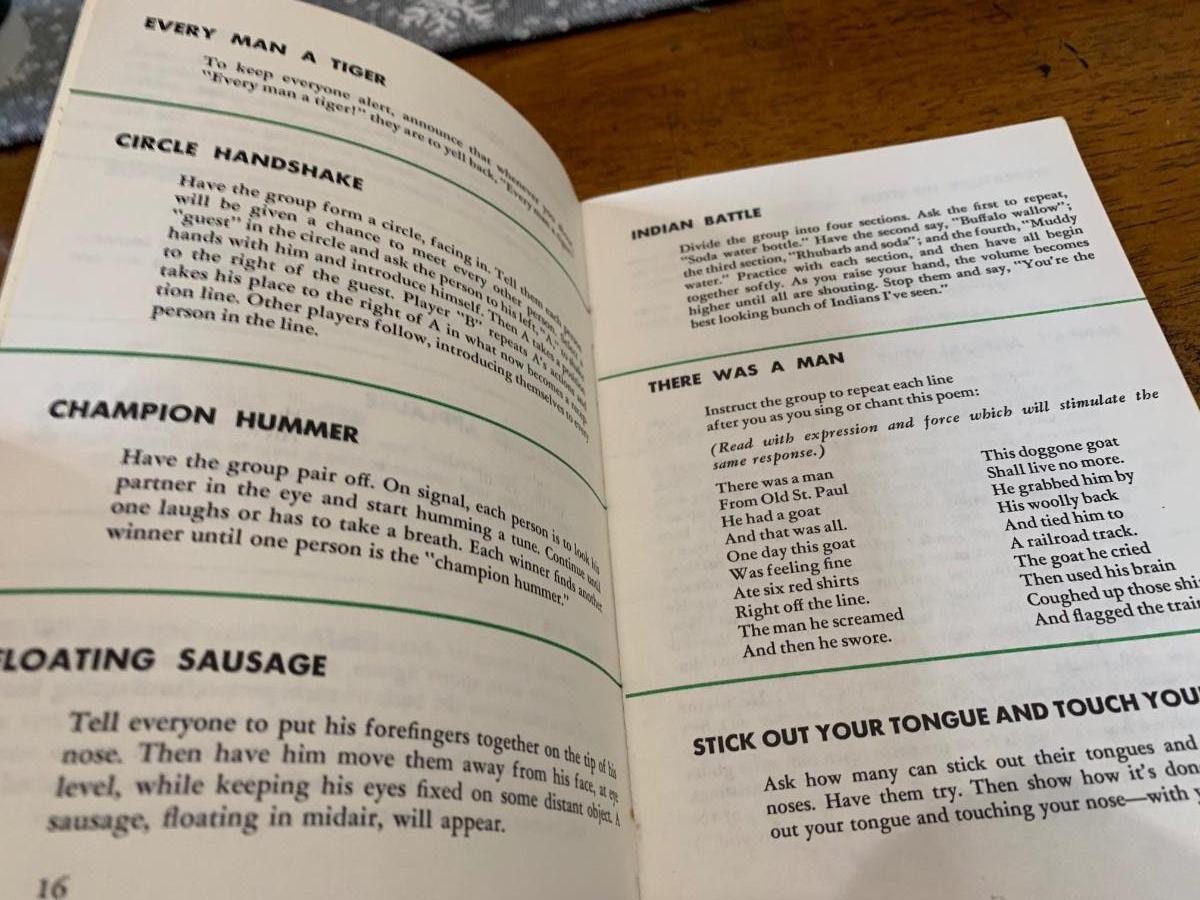 EVERY MAN A TIGER
To keep everyone alert, announce that whenever you shout
"Every man a tiger!" they are to yell back, "Every man a tiger!"
CIRCLE HANDSHAKE
Have the group form a circle, facing in. Tell them each person
will be given a chance to meet every other person. Select a
"guest" in the circle and ask the person to his left, "A," to shake
hands with him and introduce himself. Then A takes a position
to the right of the guest. Player "B" repeats A's actions and
takes his place to the right of A in what now becomes a recep-
tion line. Other players follow, introducing themselves to every
person in the line.
CHAMPION HUMMER
Have the group pair off. On signal, each person is to look his
partner in the eye and start humming a tune. Continue until
one laughs or has to take a breath. Each winner finds another
winner until one person is the "champion hummer."
FLOATING SAUSAGE
Tell everyone to put his forefingers together on the tip of his
nose. Then have him move them away from his face, at eye
level, while keeping his eyes fixed on some distant object. A
sausage, floating in midair, will appear.
16
INDIAN BATTLE
Divide the group into four sections. Ask the first to repeat,
"Soda water bottle." Have the second say, "Buffalo wallow";
the third section, "Rhubarb and soda"; and the fourth, "Muddy
water." Practice with each section, and then have all begin
together softly. As you raise your hand, the volume becomes
higher until all are shouting. Stop them and say, "You're the
best looking bunch of Indians I've seen."
THERE WAS A MAN
Instruct the group to repeat each line
after you as you sing or chant this poem:
(Read with expression and force which will stimulate the
same response.)
There was a man
From Old St. Paul
He had a goat
And that was all.
One day this goat
Was feeling fine
Ate six red shirts
Right off the line.
The man he screamed
And then he swore.
This doggone goat
Shall live no more.
He grabbed him by
His woolly back
And tied him to
A railroad track.
The goat he cried
Then used his brain
Coughed up those shi
And flagged the trai
STICK OUT YOUR TONGUE AND TOUCH YOU
Ask how many can stick out their tongues and
noses. Have them try. Then show how it's don
out your tongue and touching your nose—with y